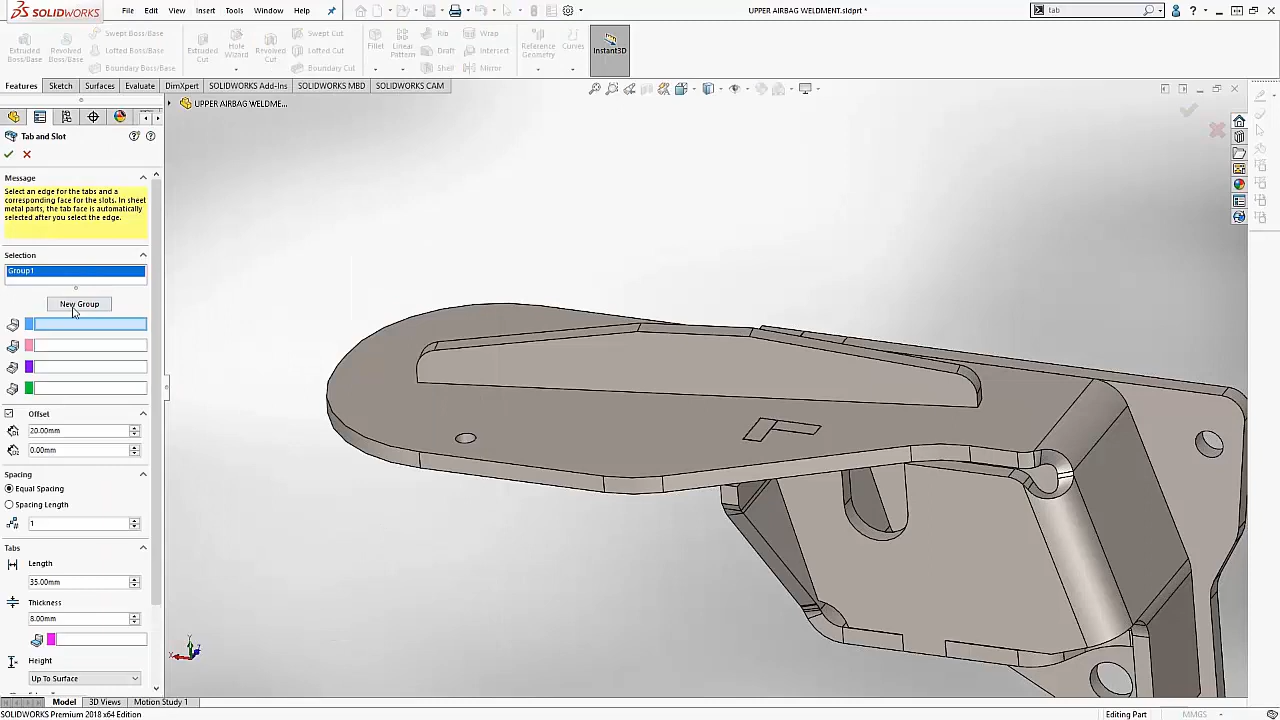 SOLIDWORKS
File Edit View Insert Tools Window Help
UPPER AIRBAG WELDMENT.sldprt *
tab
Extruded Boss/Base
Revolved Boss/Base
Swept Boss/Base
Lofted Boss/Base
Boundary Boss/Base
Extruded Cut
Hole Wizard
Revolved Cut
Swept Cut
Lofted Cut
Boundary Cut
Fillet
Linear Pattern
Rib
Draft
Shell
Wrap
Intersect
Mirror
Reference Geometry
Curves
Instant3D
Features Sketch Surfaces Evaluate DimXpert SOLIDWORKS Add-Ins SOLIDWORKS MBD SOLIDWORKS CAM
UPPER AIRBAG WELDME...
Tab and Slot
Message
Select an edge for the tabs and a
corresponding face for the slots. In sheet
metal parts, the tab face is automatically
selected after you select the edge.
Selection
Group1
New Group
Offset
20.00mm
0.00mm
Spacing
Equal Spacing
Spacing Length
1
Tabs
Length
35.00mm
Thickness
8.00mm
Height
Up To Surface
Model 3D Views Motion Study 1
SOLIDWORKS Premium 2018 x64 Edition
Editing Part
MMGS